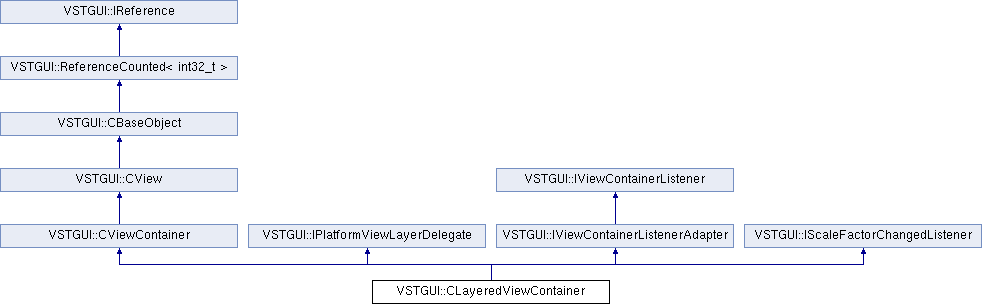 VSTGUI::IReference
VSTGUI::ReferenceCounted< int32_t >
VSTGUI::CBaseObject
VSTGUI::CView
VSTGUI::IViewContainerListener
VSTGUI::CViewContainer
VSTGUI::IPlatformViewLayerDelegate
VSTGUI::IViewContainerListenerAdapter
VSTGUI::IScaleFactorChangedListener
VSTGUI::CLayeredViewContainer